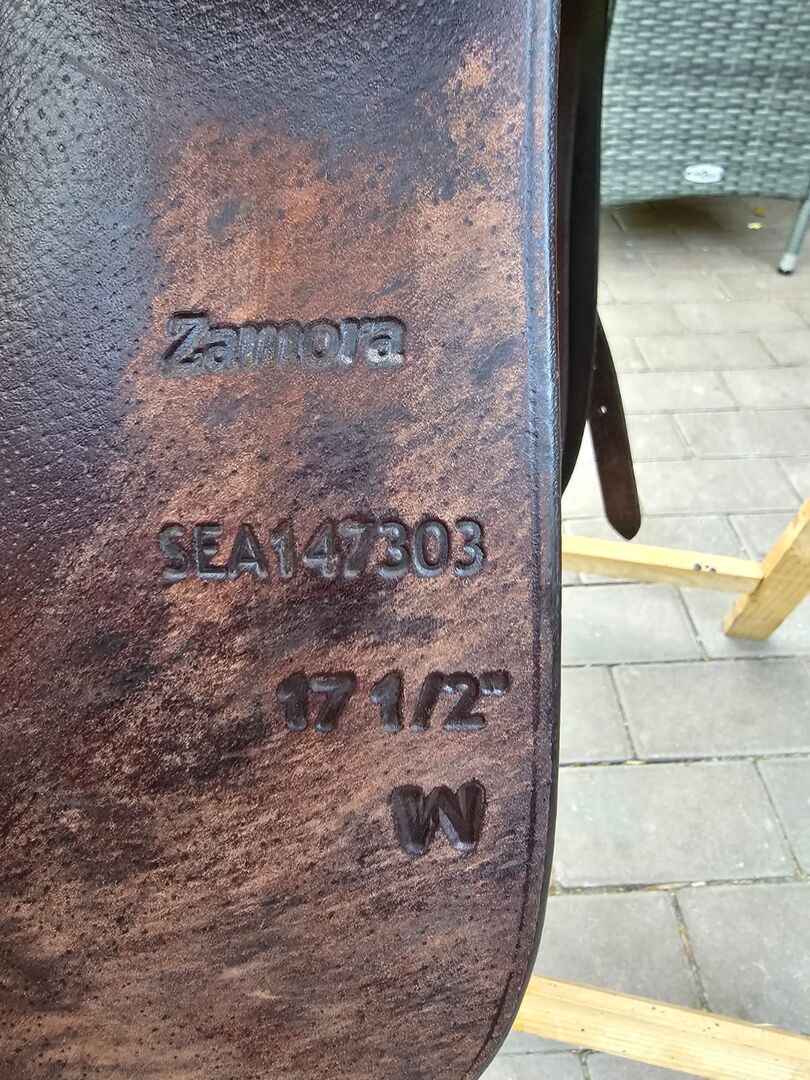 Zamora
SEA147303
17 1/2"
W